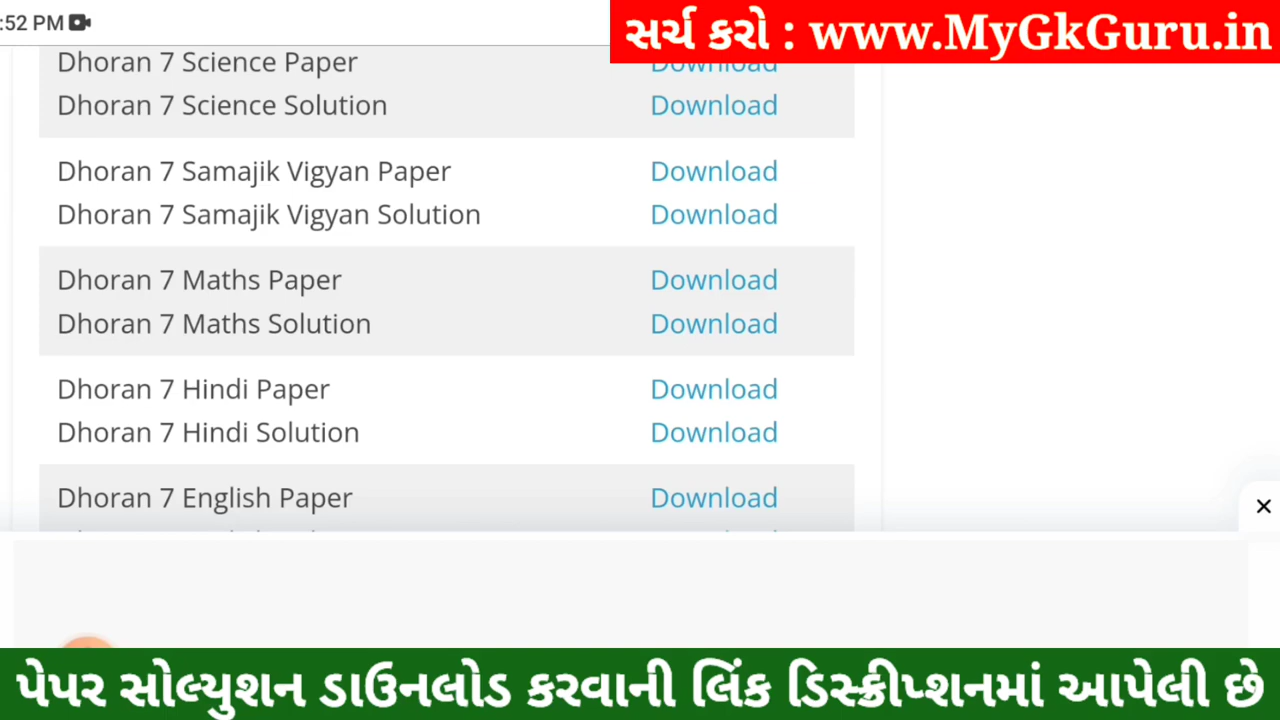 :52 PM
સર્ચ કરો : www.MyGkGuru.in
Dhoran 7 Science Paper Download
Dhoran 7 Science Solution Download
Dhoran 7 Samajik Vigyan Paper Download
Dhoran 7 Samajik Vigyan Solution Download
Dhoran 7 Maths Paper Download
Dhoran 7 Maths Solution Download
Dhoran 7 Hindi Paper Download
Dhoran 7 Hindi Solution Download
Dhoran 7 English Paper Download
પેપર સોલ્યુશન ડાઉનલોડ કરવાની લિંક ડિસ્ક્રીપ્શનમાં આપેલી છે